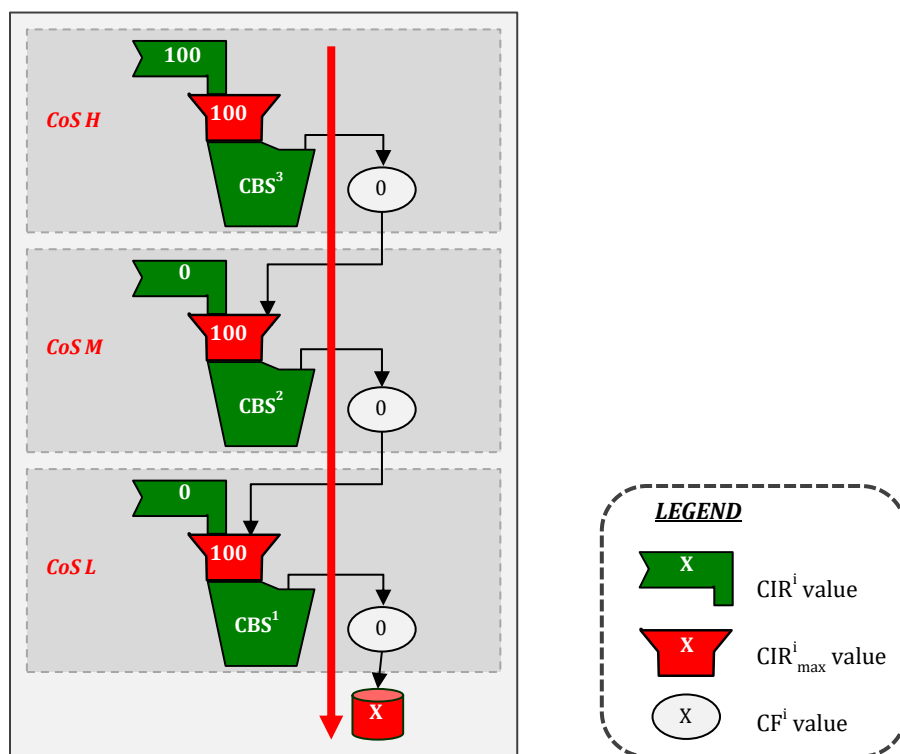 100
100
CoS H
CBS³
0
0
100
CoS M
CBS²
0
0
100
CoS L
CBS¹
0
X
LEGEND
X
CIRⁱ value
X
CIRⁱmax value
X
CFⁱ value